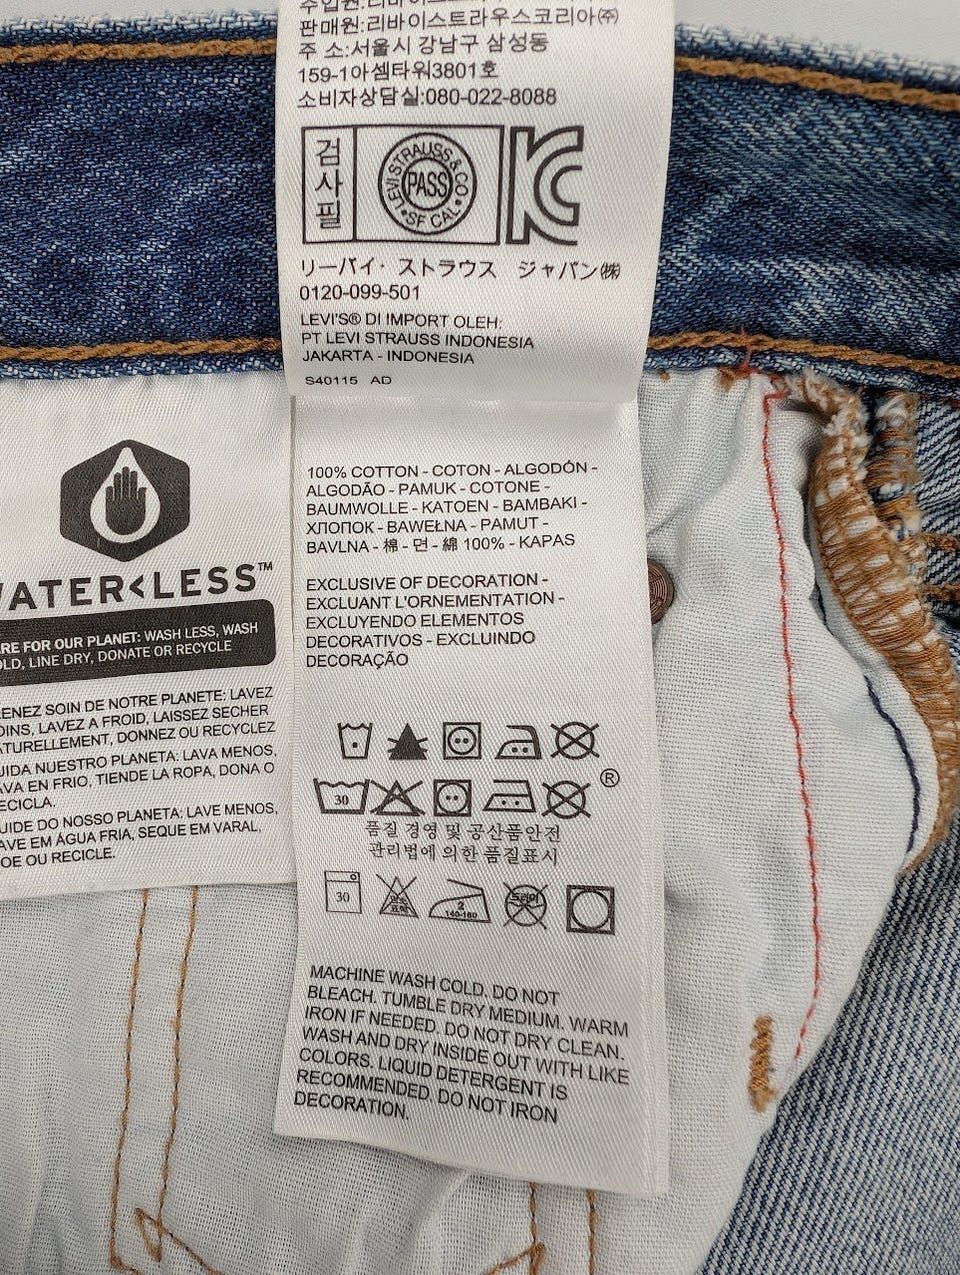 판매원:리바이스트라우스코리아㈜
주 소:서울시 강남구 삼성동
159-1아셈타워3801호
소비자상담실:080-022-8088
검
사
필
LEVI STRAUSS & CO
PASS
SF CAL
リーバイ・ストラウス ジャパン㈱
0120-099-501
LEVI'S® DI IMPORT OLEH:
PT LEVI STRAUSS INDONESIA
JAKARTA - INDONESIA
S40115 AD
100% COTTON - COTON - ALGODÓN -
ALGODÃO - PAMUK - COTONE -
BAUMWOLLE - KATOEN - BAMBAKI -
ХЛОПОК - BAWEŁNA - PAMUT -
BAVLNA - 棉 - 면 - 綿 100% - KAPAS
EXCLUSIVE OF DECORATION -
EXCLUANT L'ORNEMENTATION -
EXCLUYENDO ELEMENTOS
DECORATIVOS - EXCLUINDO
DECORAÇÃO
30
®
품질 경영 및 공산품안전
관리법에 의한 품질표시
30
염소
표백
2
140-160
드라이
MACHINE WASH COLD. DO NOT
BLEACH. TUMBLE DRY MEDIUM. WARM
IRON IF NEEDED. DO NOT DRY CLEAN.
WASH AND DRY INSIDE OUT WITH LIKE
COLORS. LIQUID DETERGENT IS
RECOMMENDED. DO NOT IRON
DECORATION.
ATER<LESS™
RE FOR OUR PLANET: WASH LESS, WASH
OLD, LINE DRY, DONATE OR RECYCLE
ENEZ SOIN DE NOTRE PLANETE: LAVEZ
OINS, LAVEZ A FROID, LAISSEZ SECHER
ATURELLEMENT, DONNEZ OU RECYCLEZ
UIDA NUESTRO PLANETA: LAVA MENOS,
AVA EN FRIO, TIENDE LA ROPA, DONA O
ECICLA.
UIDE DO NOSSO PLANETA: LAVE MENOS,
AVE EM ÁGUA FRIA, SEQUE EM VARAL,
OE OU RECICLE.